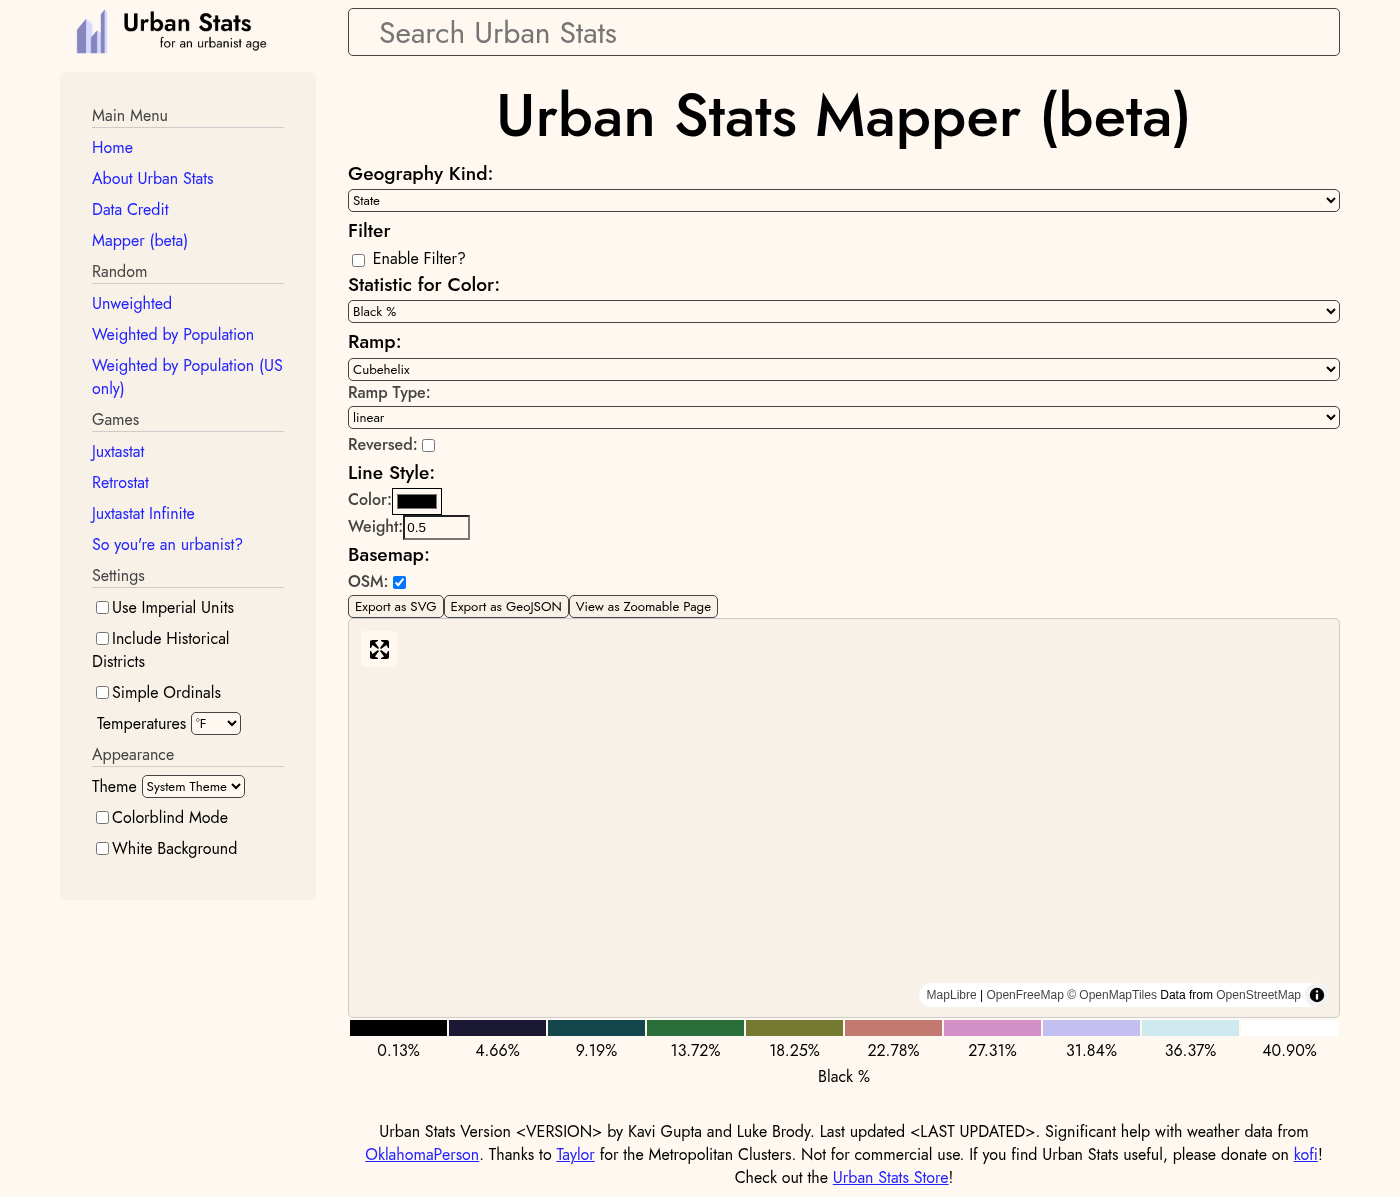 Urban Stats
for an urbanist age
Search Urban Stats
Main Menu
Home
About Urban Stats
Data Credit
Mapper (beta)
Random
Unweighted
Weighted by Population
Weighted by Population (US
only)
Games
Juxtastat
Retrostat
Juxtastat Infinite
So you're an urbanist?
Settings
Use Imperial Units
Include Historical
Districts
Simple Ordinals
Temperatures °F
Appearance
Theme System Theme
Colorblind Mode
White Background
Urban Stats Mapper (beta)
Geography Kind:
State
Filter
Enable Filter?
Statistic for Color:
Black %
Ramp:
Cubehelix
Ramp Type:
linear
Reversed:
Line Style:
Color:
Weight: 0.5
Basemap:
OSM:
Export as SVG Export as GeoJSON View as Zoomable Page
MapLibre | OpenFreeMap © OpenMapTiles Data from OpenStreetMap
0.13% 4.66% 9.19% 13.72% 18.25% 22.78% 27.31% 31.84% 36.37% 40.90%
Black %
Urban Stats Version <VERSION> by Kavi Gupta and Luke Brody. Last updated <LAST UPDATED>. Significant help with weather data from
OklahomaPerson. Thanks to Taylor for the Metropolitan Clusters. Not for commercial use. If you find Urban Stats useful, please donate on kofi!
Check out the Urban Stats Store!